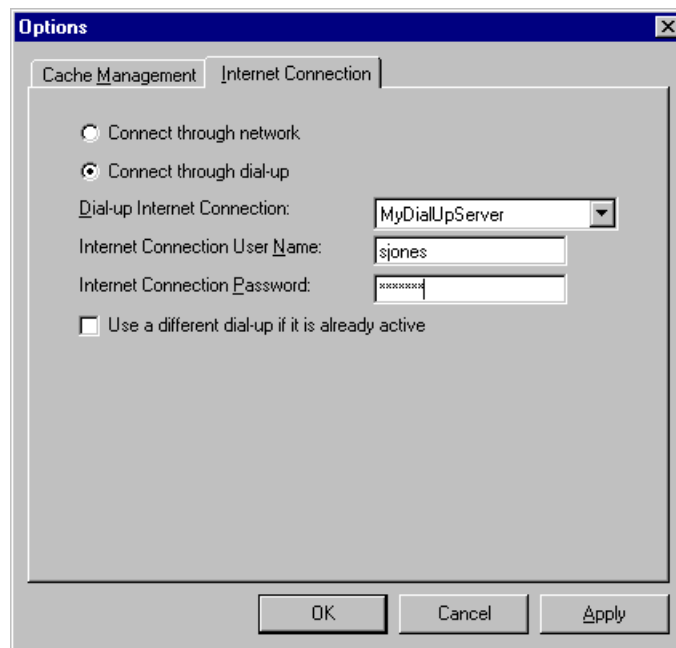 Options
Cache Management Internet Connection
Connect through network
Connect through dial-up
Dial-up Internet Connection: MyDialUpServer
Internet Connection User Name: sjones
Internet Connection Password: *******
Use a different dial-up if it is already active
OK Cancel Apply